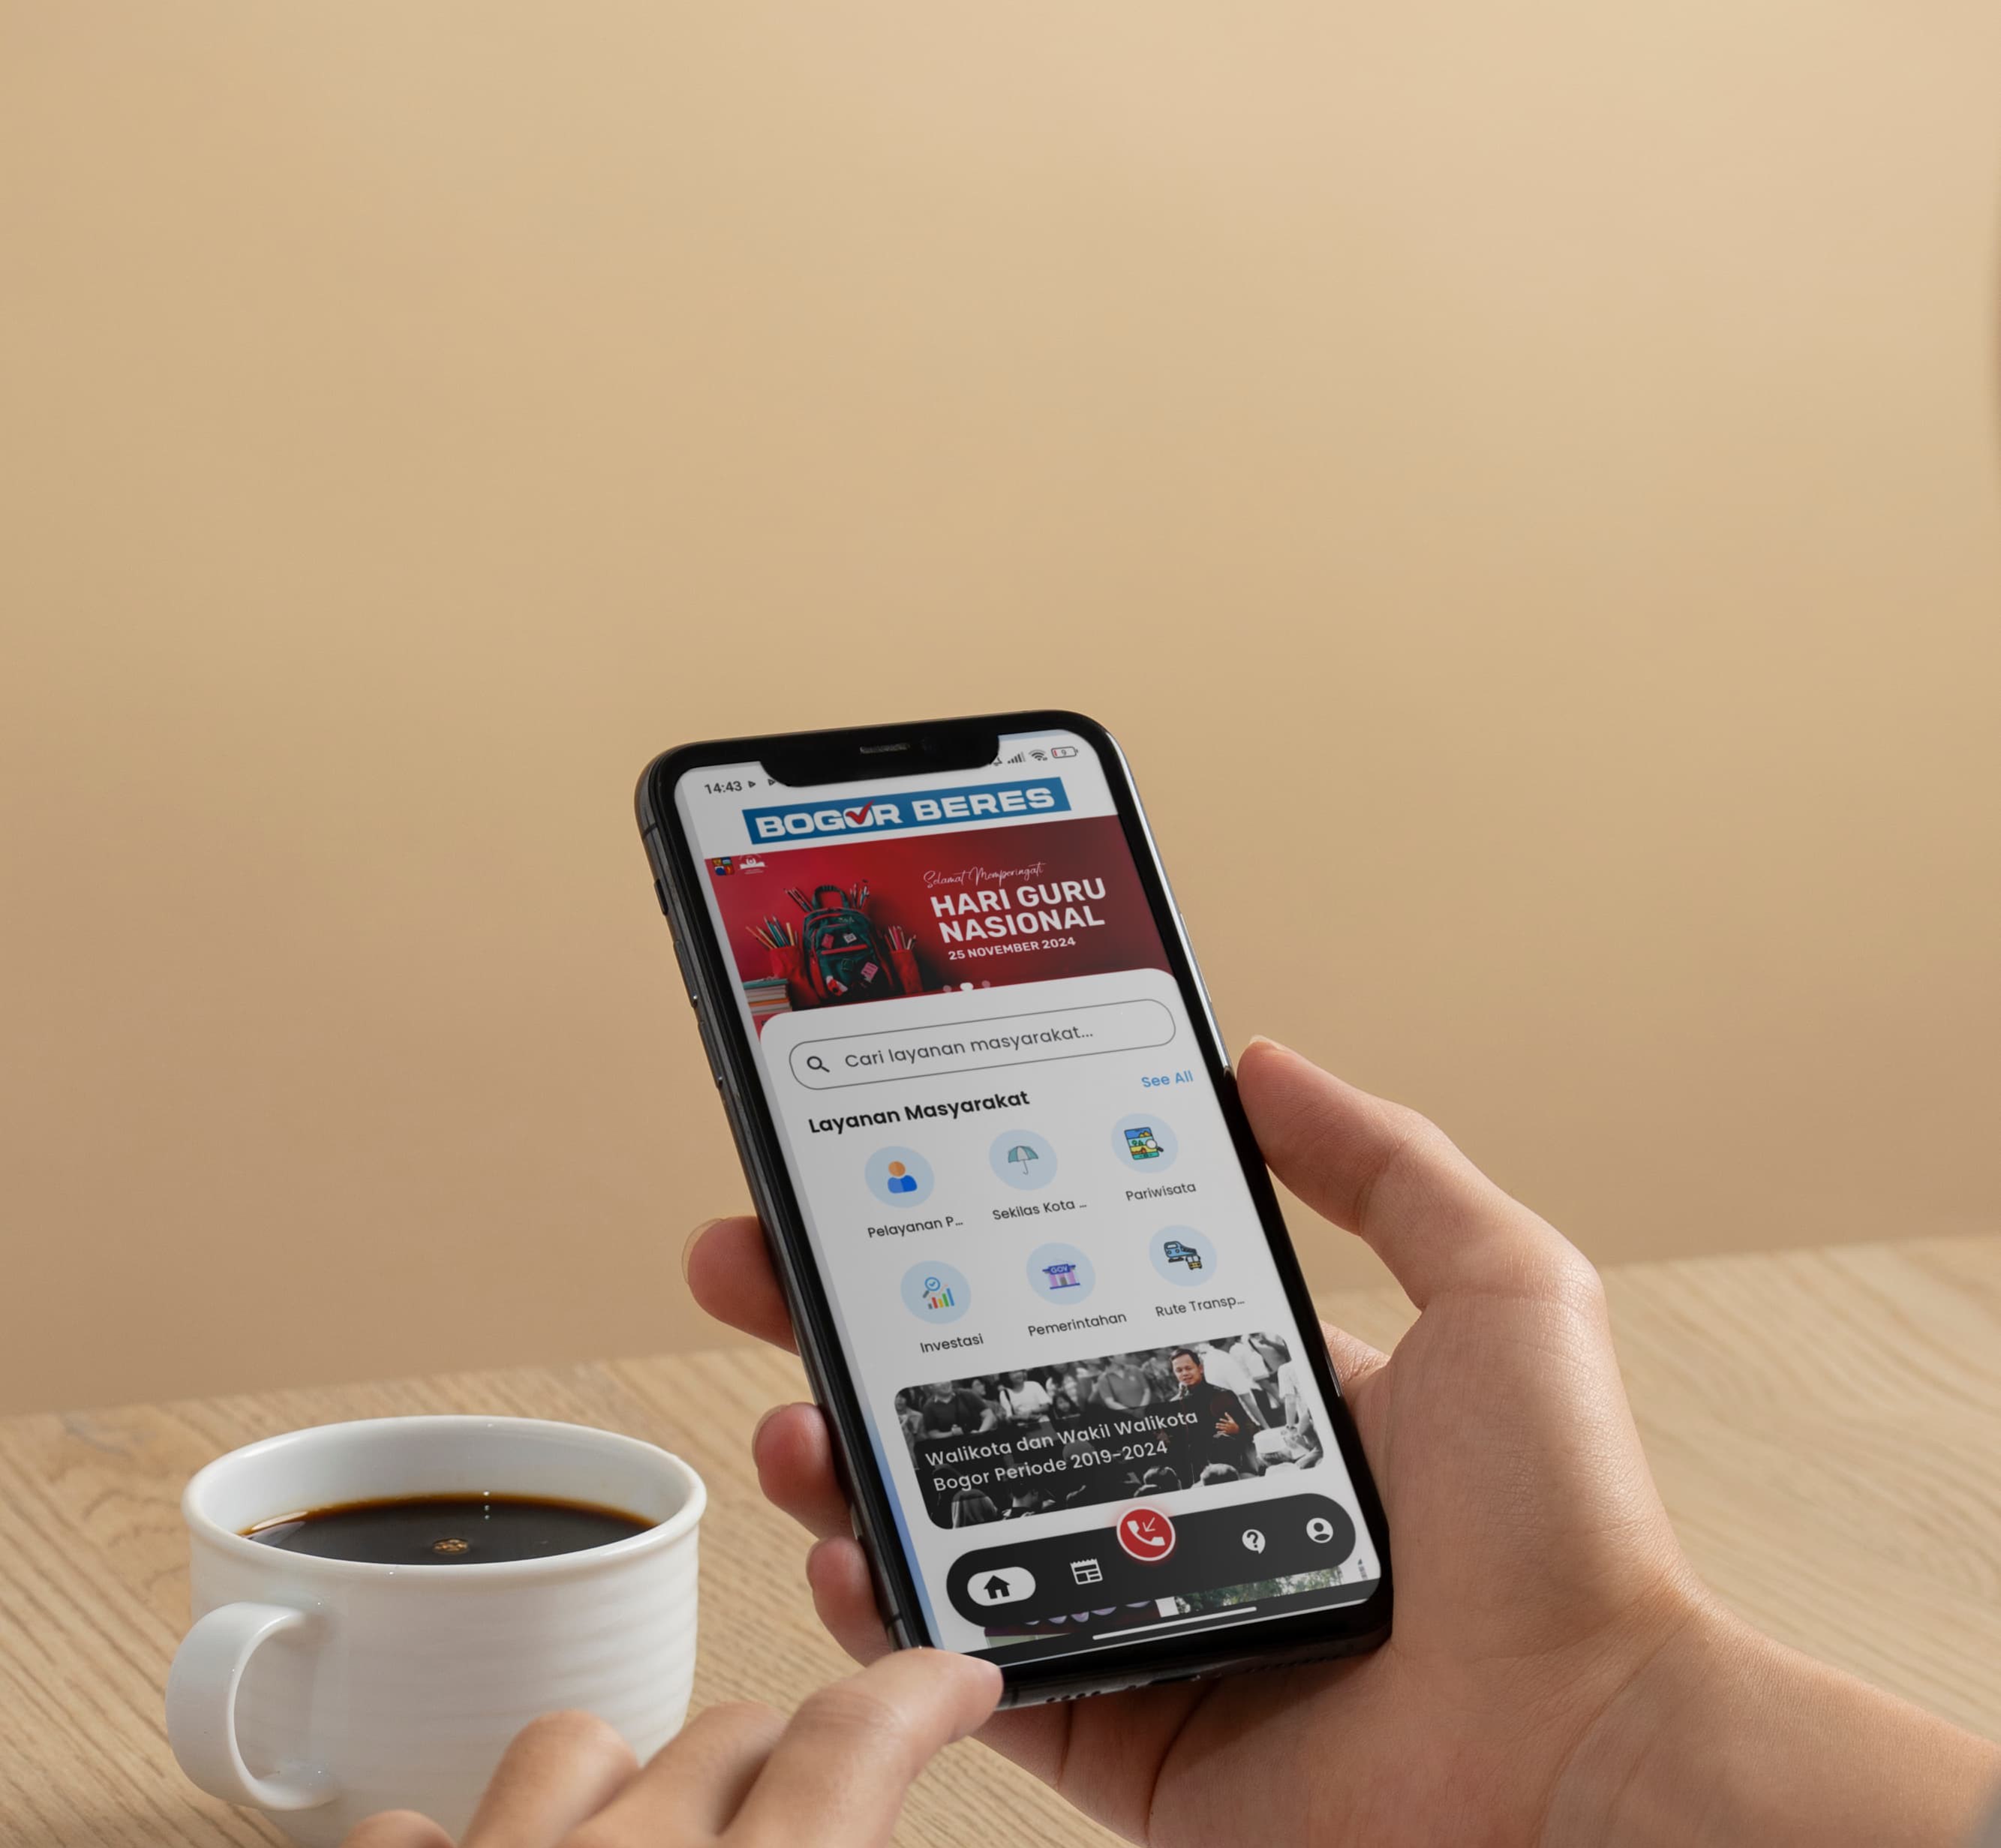 14:43
BOGOR BERES
Selamat Memperingati
HARI GURU
NASIONAL
25 NOVEMBER 2024
Cari layanan masyarakat...
See All
Layanan Masyarakat
Pelayanan P...
Sekilas Kota ...
Pariwisata
GOV
Investasi
Pemerintahan
Rute Transp...
Walikota dan Wakil Walikota
Bogor Periode 2019-2024